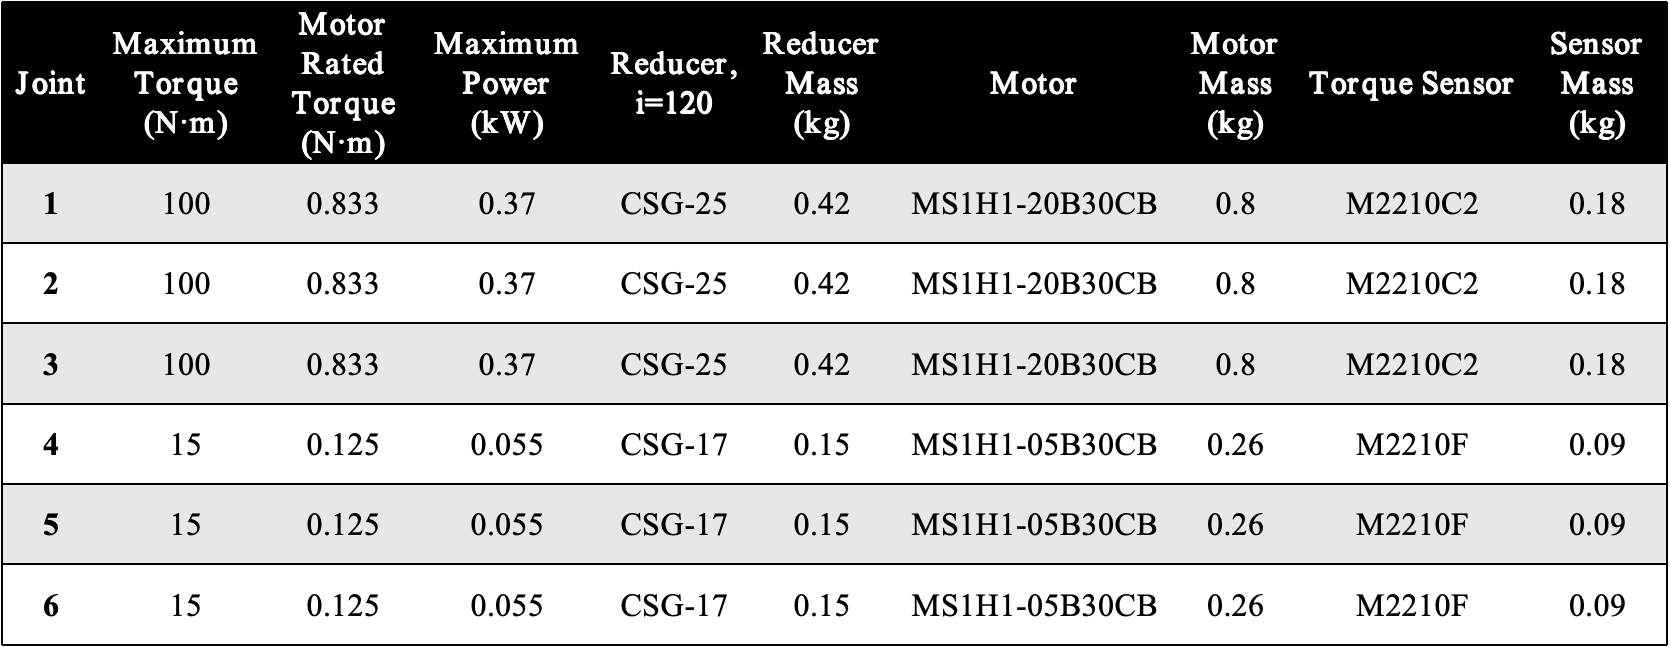 Joint
Maximum
Torque
(N·m)
Motor
Rated
Torque
(N·m)
Maximum
Power
(kW)
Reducer,
i=120
Reducer
Mass
(kg)
Motor
Motor
Mass
(kg)
Torque Sensor
Sensor
Mass
(kg)
1 100 0.833 0.37 CSG-25 0.42 MS1H1-20B30CB 0.8 M2210C2 0.18
2 100 0.833 0.37 CSG-25 0.42 MS1H1-20B30CB 0.8 M2210C2 0.18
3 100 0.833 0.37 CSG-25 0.42 MS1H1-20B30CB 0.8 M2210C2 0.18
4 15 0.125 0.055 CSG-17 0.15 MS1H1-05B30CB 0.26 M2210F 0.09
5 15 0.125 0.055 CSG-17 0.15 MS1H1-05B30CB 0.26 M2210F 0.09
6 15 0.125 0.055 CSG-17 0.15 MS1H1-05B30CB 0.26 M2210F 0.09